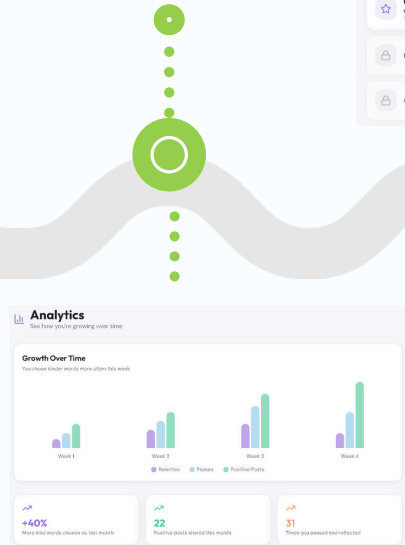 Analytics
See how you're growing over time
Growth Over Time
You chose kinder words more often this week
Week 1 Week 2 Week 3 Week 4
Rewrites Pauses Positive Posts
+40%
More kind words chosen vs. last month
22
Positive posts shared this month
31
Times you paused and reflected